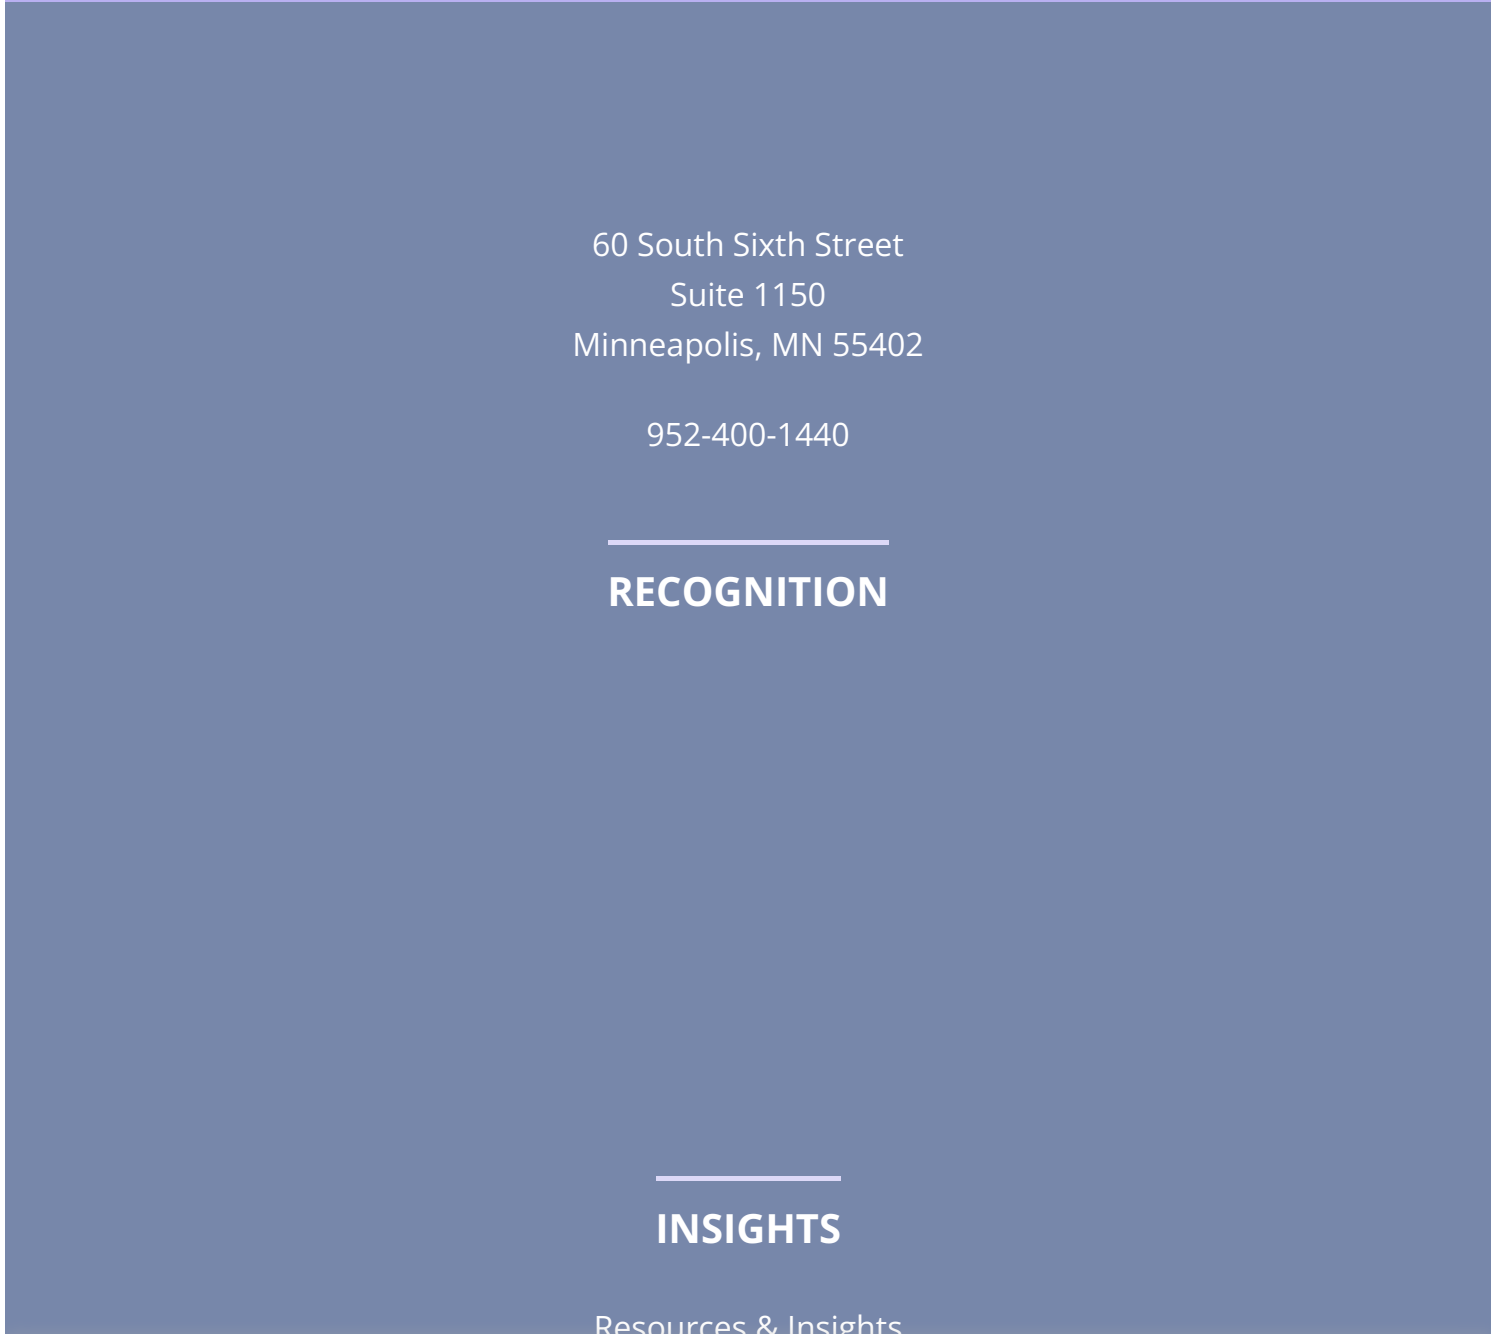 60 South Sixth Street
Suite 1150
Minneapolis, MN 55402
952-400-1440
RECOGNITION
INSIGHTS
Resources & Insights